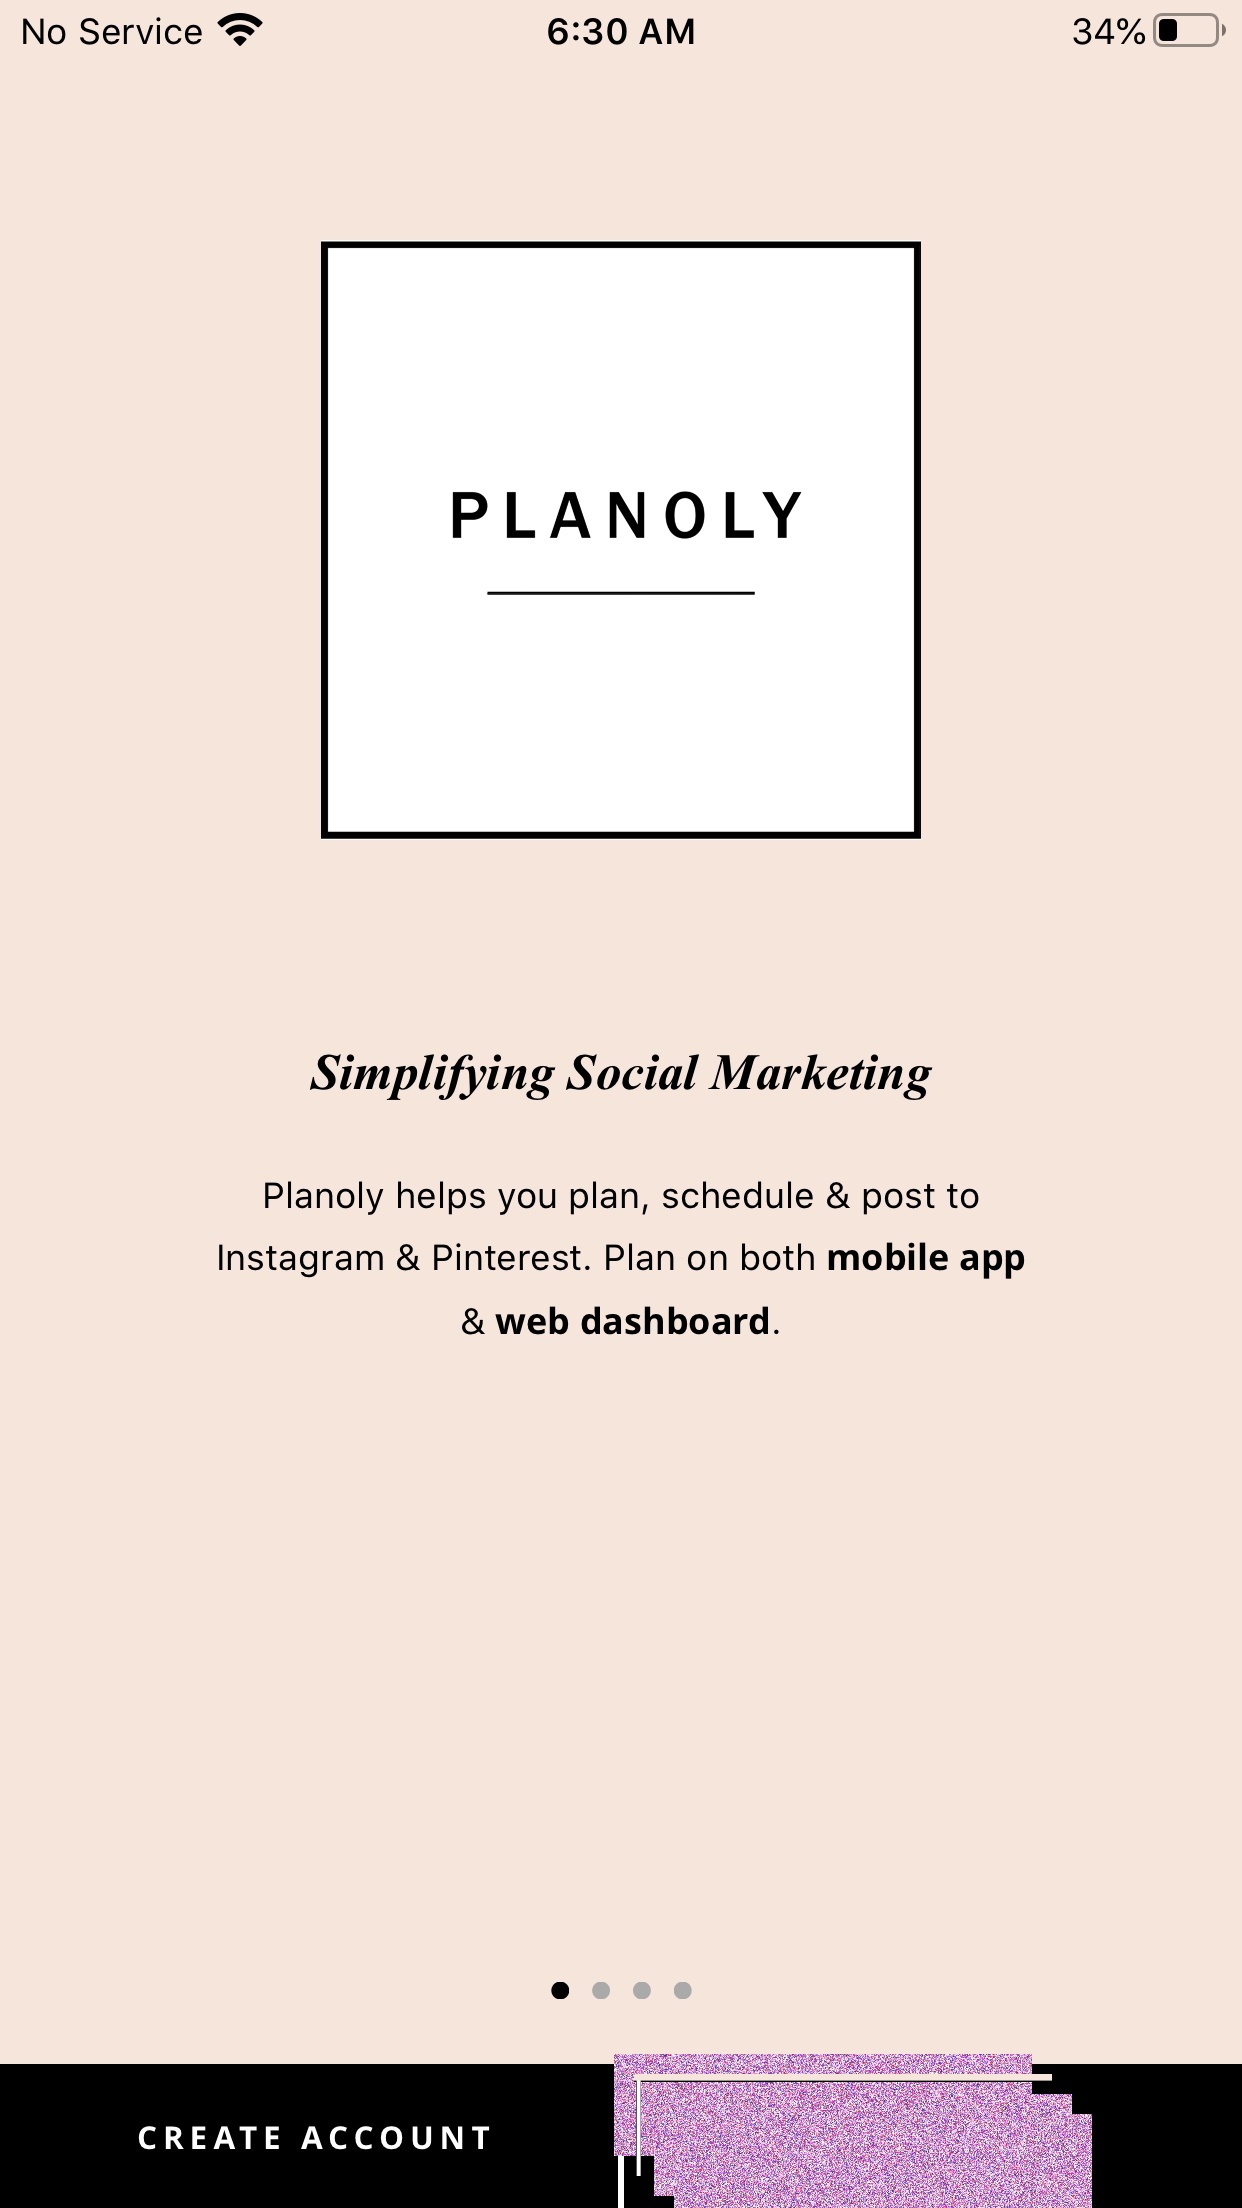 No Service 6:30 AM 34%
PLANOLY
Simplifying Social Marketing
Planoly helps you plan, schedule & post to
Instagram & Pinterest. Plan on both mobile app
& web dashboard.
CREATE ACCOUNT